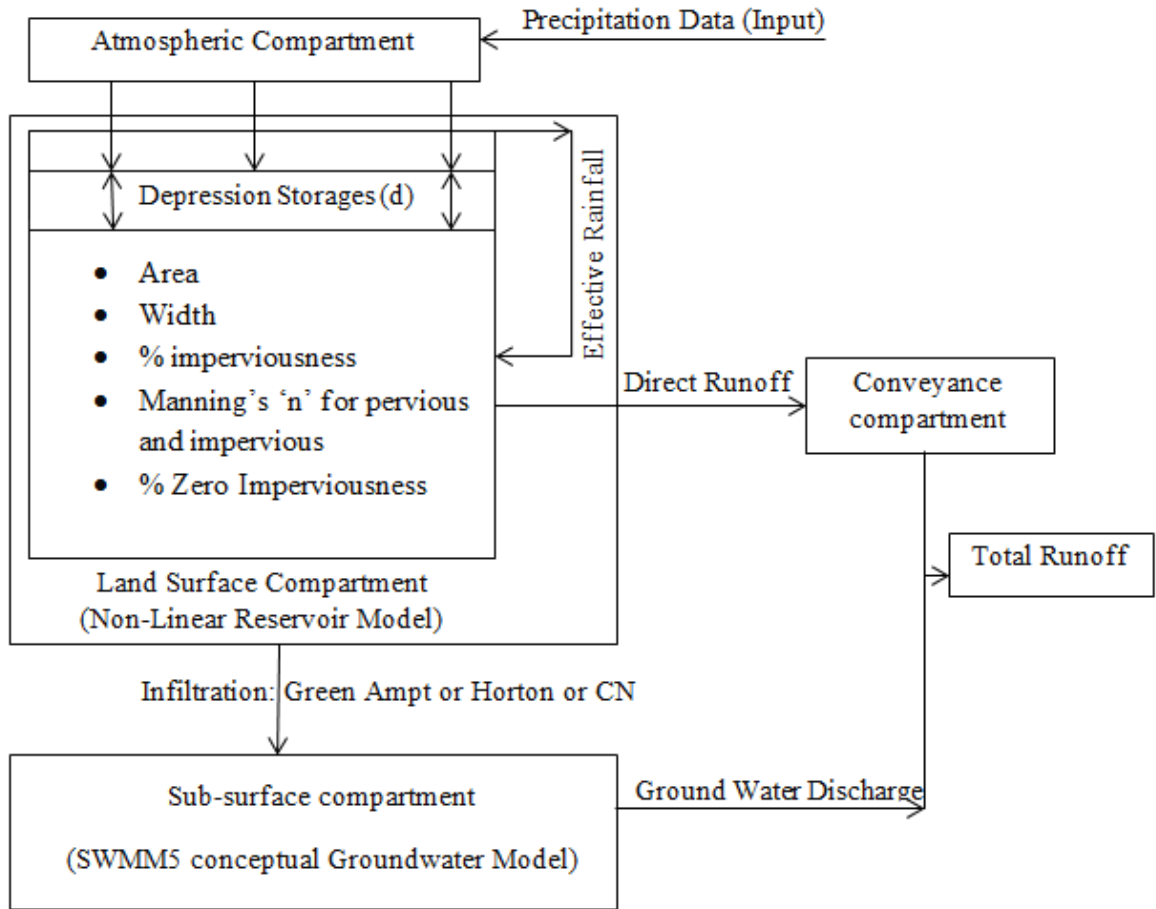 Precipitation Data (Input)
Atmospheric Compartment
Depression Storages (d)
Effective Rainfall
• Area
• Width
• % imperviousness
• Manning’s ‘n’ for pervious
and impervious
• % Zero Imperviousness
Direct Runoff
Conveyance
compartment
Total Runoff
Land Surface Compartment
(Non-Linear Reservoir Model)
Infiltration: Green Ampt or Horton or CN
Sub-surface compartment
(SWMM5 conceptual Groundwater Model)
Ground Water Discharge